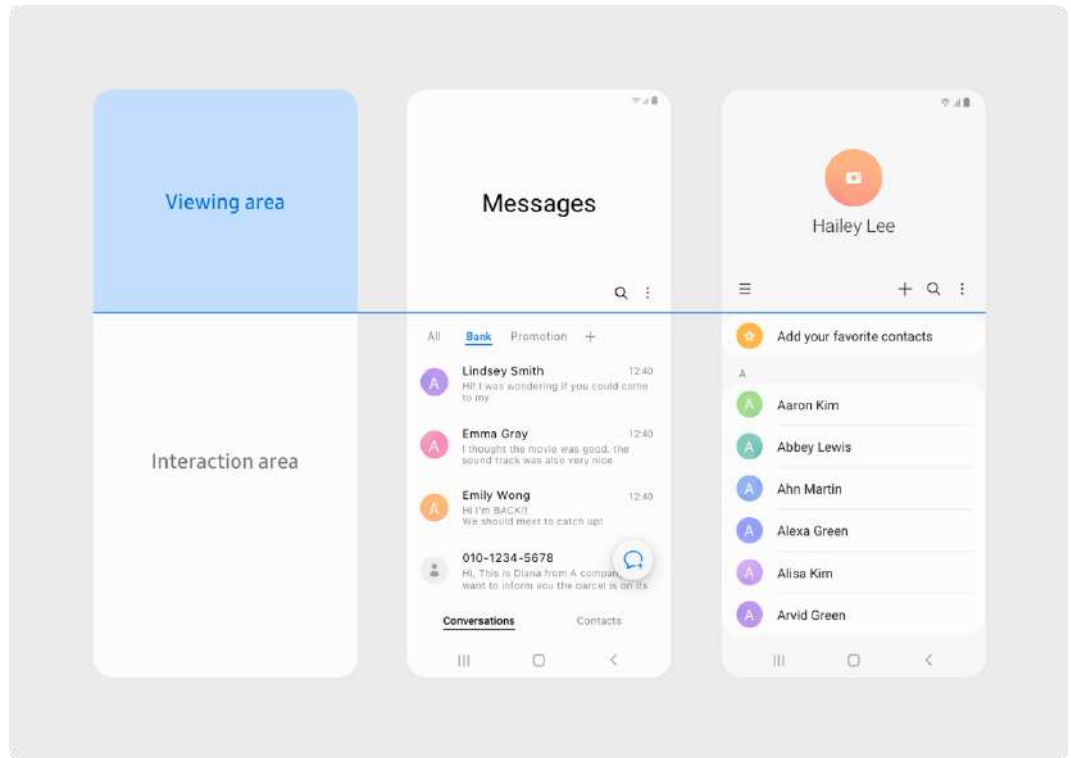 Viewing area
Interaction area
Messages
All Bank Promotion +
A
Lindsey Smith 12:40
Hi! I was wondering if you could come
to my
A
Emma Gray 12:40
I thought the movie was good. the
sound track was also very nice
A
Emily Wong 12:40
Hi I'm BACK!!
We should meet to catch up!
010-1234-5678
Hi, This is Diana from A company
want to inform you the parcel is on its
Conversations Contacts
Hailey Lee
Add your favorite contacts
A
A Aaron Kim
A Abbey Lewis
A Ahn Martin
A Alexa Green
A Alisa Kim
A Arvid Green